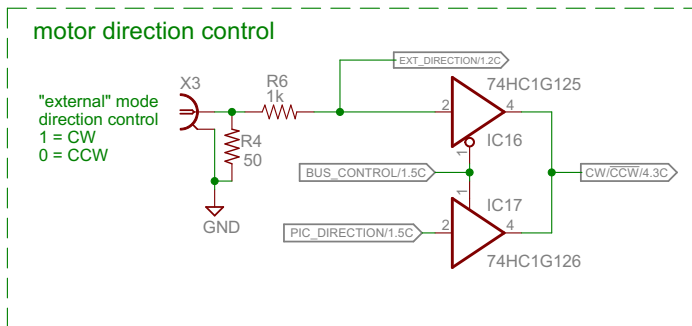 motor direction control
EXT_DIRECTION/1.2C
X3
R6
1k
74HC1G125
"external" mode
direction control
1 = CW
0 = CCW
2
4
R4
50
1
IC16
BUS_CONTROL/1.5C
CW/CCW/4.3C
1
IC17
GND
PIC_DIRECTION/1.5C
2
4
74HC1G126